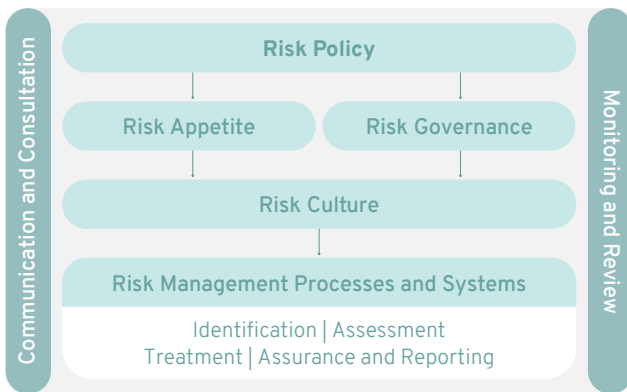 Communication and Consultation
Risk Policy
Risk Appetite
Risk Governance
Risk Culture
Risk Management Processes and Systems
Identification | Assessment
Treatment | Assurance and Reporting
Monitoring and Review